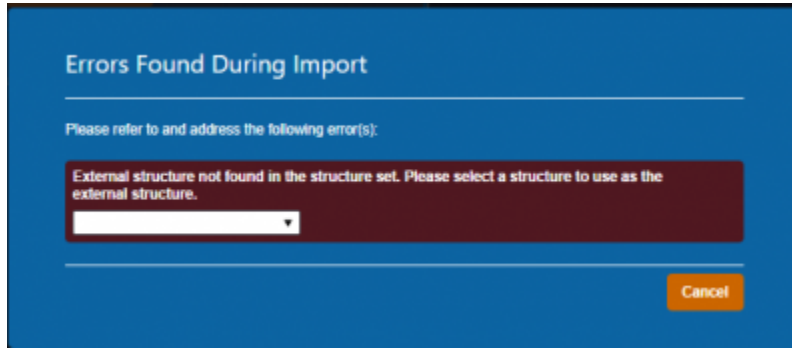 Errors Found During Import
Please refer to and address the following error(s):
External structure not found in the structure set. Please select a structure to use as the
external structure.
Cancel